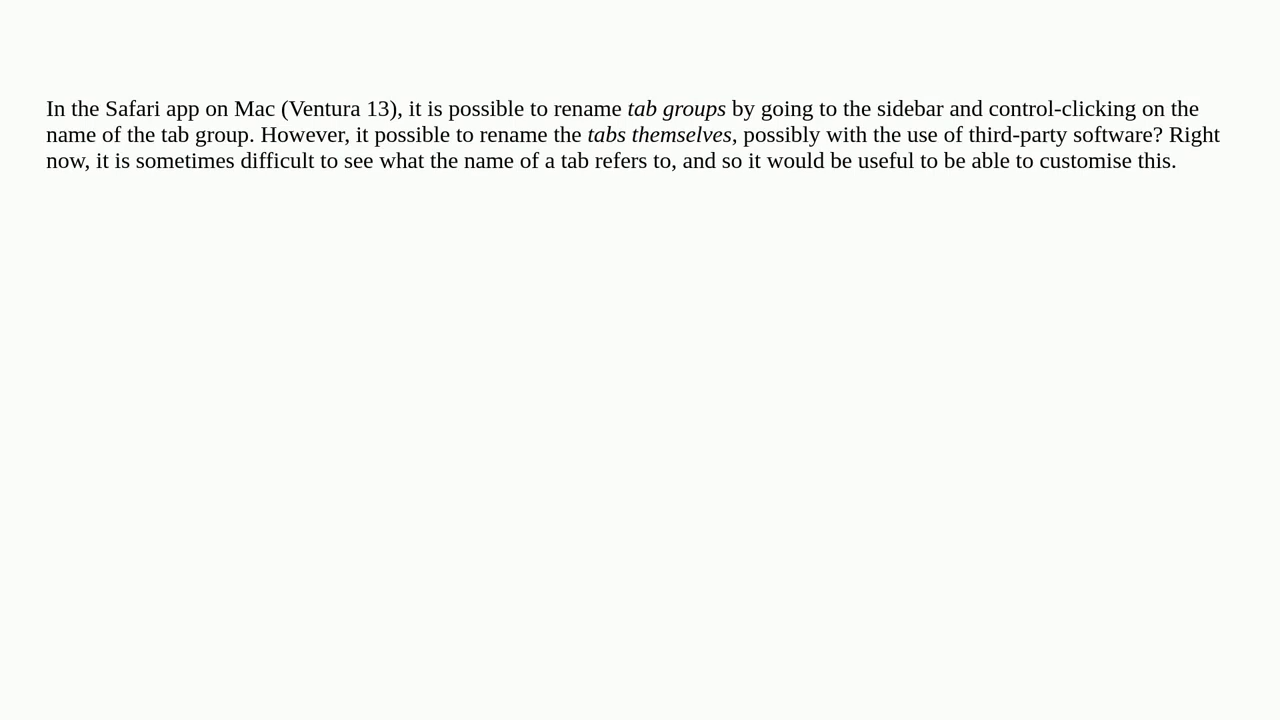 In the Safari app on Mac (Ventura 13), it is possible to rename tab groups by going to the sidebar and control-clicking on the
name of the tab group. However, it possible to rename the tabs themselves, possibly with the use of third-party software? Right
now, it is sometimes difficult to see what the name of a tab refers to, and so it would be useful to be able to customise this.